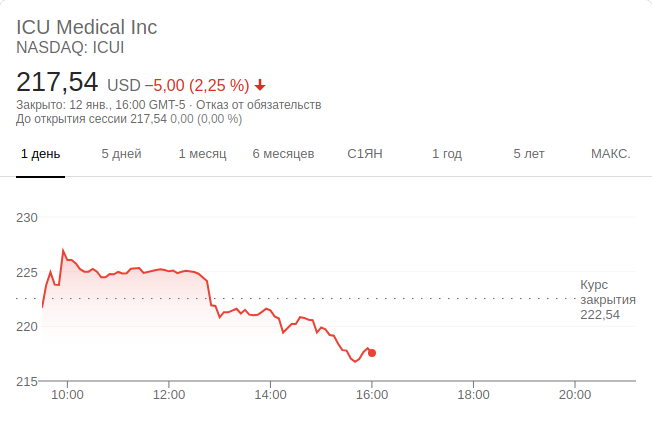 ICU Medical Inc
NASDAQ: ICUI
217,54 USD −5,00 (2,25 %)
Закрыто: 12 янв., 16:00 GMT-5 · Отказ от обязательств
До открытия сессии 217,54 0,00 (0,00 %)
1 день 5 дней 1 месяц 6 месяцев С1ЯН 1 год 5 лет МАКС.
230
225
Курс
закрытия
222,54
220
215
10:00 12:00 14:00 16:00 18:00 20:00